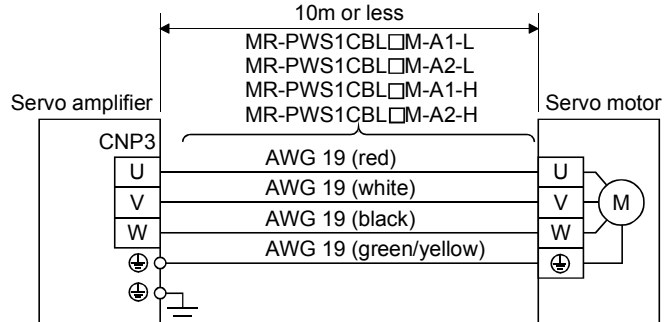 10m or less
MR-PWS1CBL□M-A1-L
MR-PWS1CBL□M-A2-L
MR-PWS1CBL□M-A1-H
MR-PWS1CBL□M-A2-H
Servo amplifier
Servo motor
CNP3
U
AWG 19 (red)
U
V
AWG 19 (white)
V
M
W
AWG 19 (black)
W
AWG 19 (green/yellow)